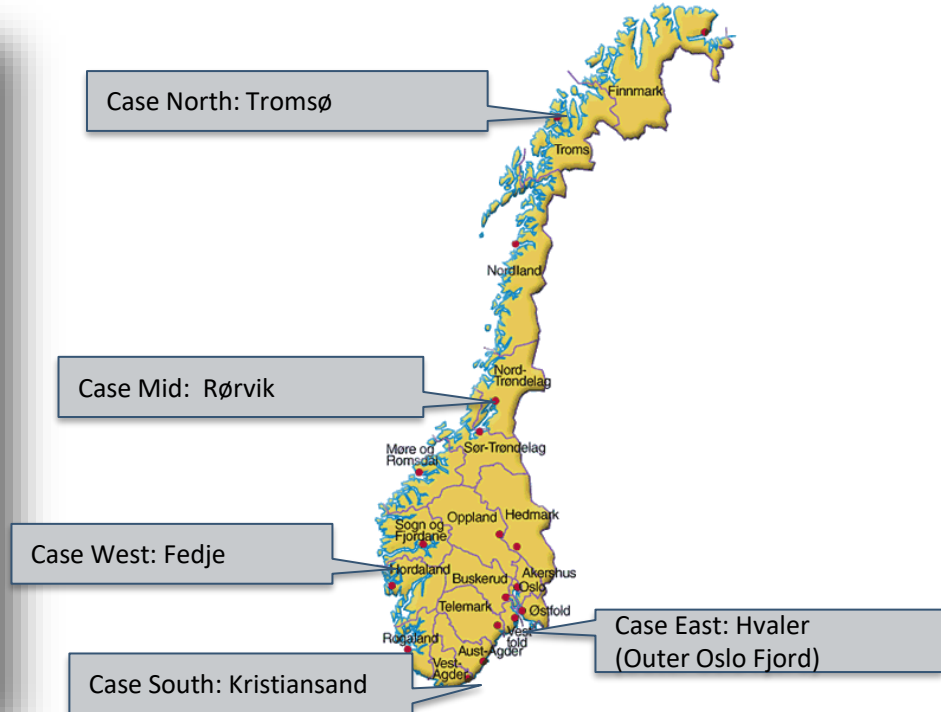 Case North: Tromsø
Finnmark
Troms
Nordland
Case Mid: Rørvik
Nord-
Trøndelag
Møre og
Romsdal
Sør-Trøndelag
Case West: Fedje
Sogn og
Fjordane
Oppland
Hedmark
Hordaland
Buskerud
Akershus
Oslo
Telemark
Østfold
Vest
fold
Case East: Hvaler
(Outer Oslo Fjord)
Rogaland
Aust-Agder
Vest-
Agder
Case South: Kristiansand